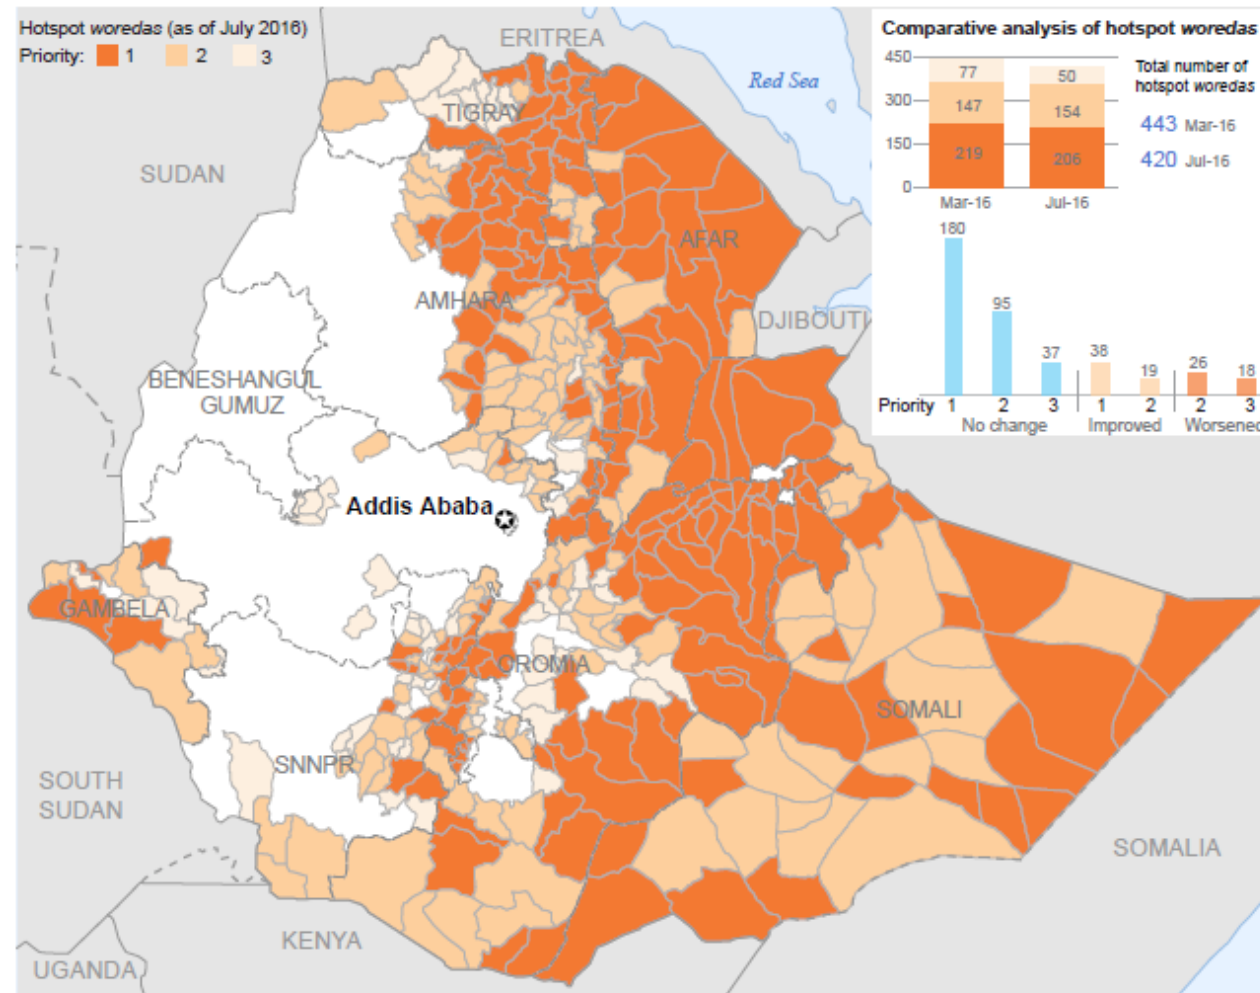 Hotspot woredas (as of July 2016)
Priority: 1 2 3
ERITREA
Red Sea
TIGRAY
SUDAN
AFAR
AMHARA
DJIBOUTI
BENESHANGUL
GUMUZ
Addis Ababa
GAMBELA
OROMIA
SOMALI
SNNPR
SOUTH
SUDAN
SOMALIA
KENYA
UGANDA
Comparative analysis of hotspot woredas
450
300
150
0
77
147
219
50
154
206
Mar-16 Jul-16
Total number of
hotspot woredas
443 Mar-16
420 Jul-16
180
95
37
38
19
26
18
Priority 1 2 3 1 2 2 3
No change Improved Worsened